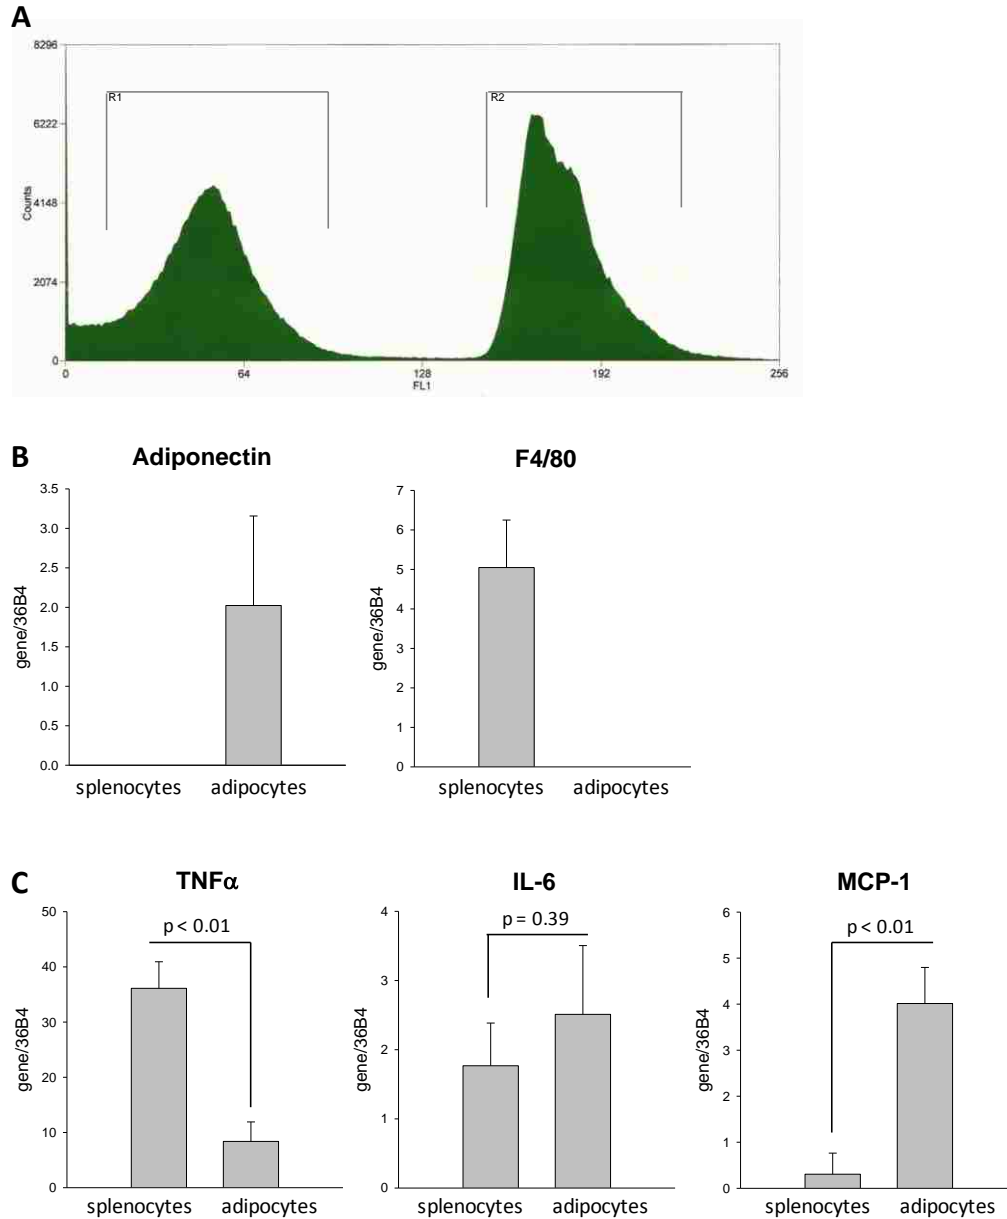 A
8296
R1
R2
6222
4148
Counts
2074
0
0 64 128 192 256
FL1
B
Adiponectin
F4/80
3.5
3.0
2.5
2.0
1.5
1.0
0.5
0.0
gene/36B4
splenocytes adipocytes
7
6
5
4
3
2
1
0
gene/36B4
splenocytes adipocytes
C
TNFα
50
40
30
20
10
0
gene/36B4
p < 0.01
splenocytes adipocytes
IL-6
4
3
2
1
0
gene/36B4
p = 0.39
splenocytes adipocytes
MCP-1
6
5
4
3
2
1
0
gene/36B4
p < 0.01
splenocytes adipocytes